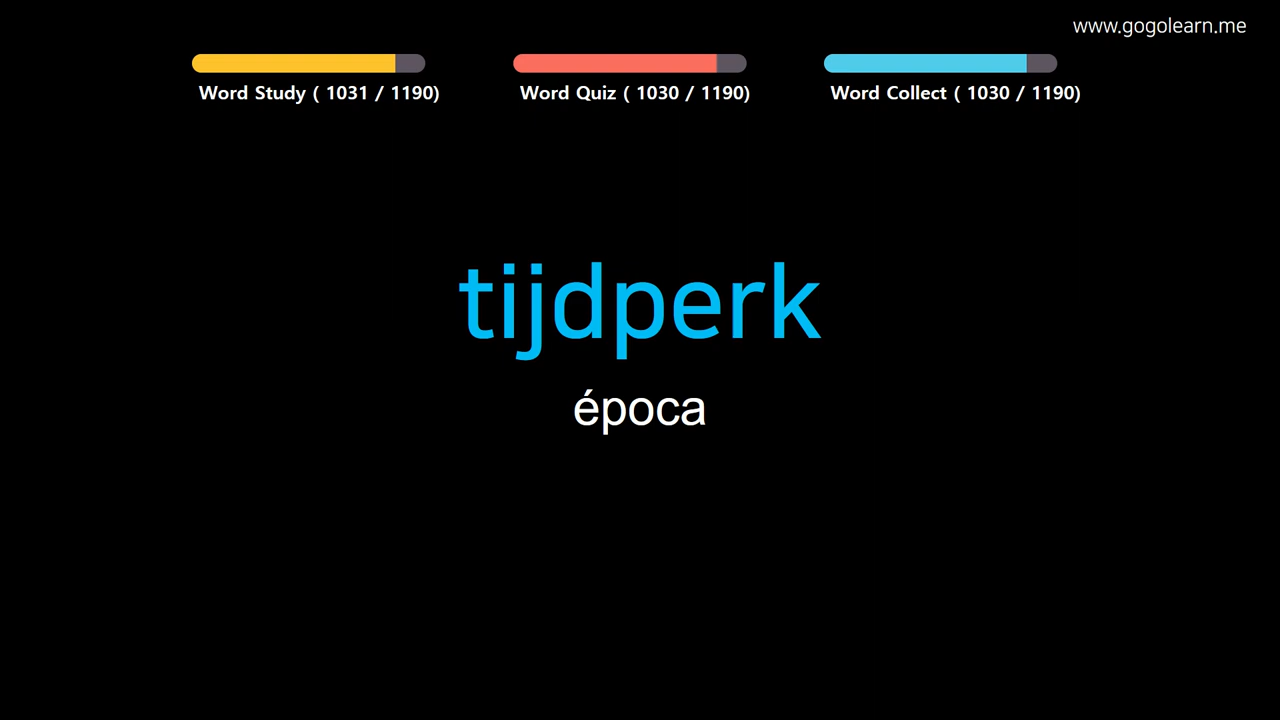 www.gogolearn.me
Word Study ( 1031 / 1190)
Word Quiz ( 1030 / 1190)
Word Collect ( 1030 / 1190)
tijdperk
época